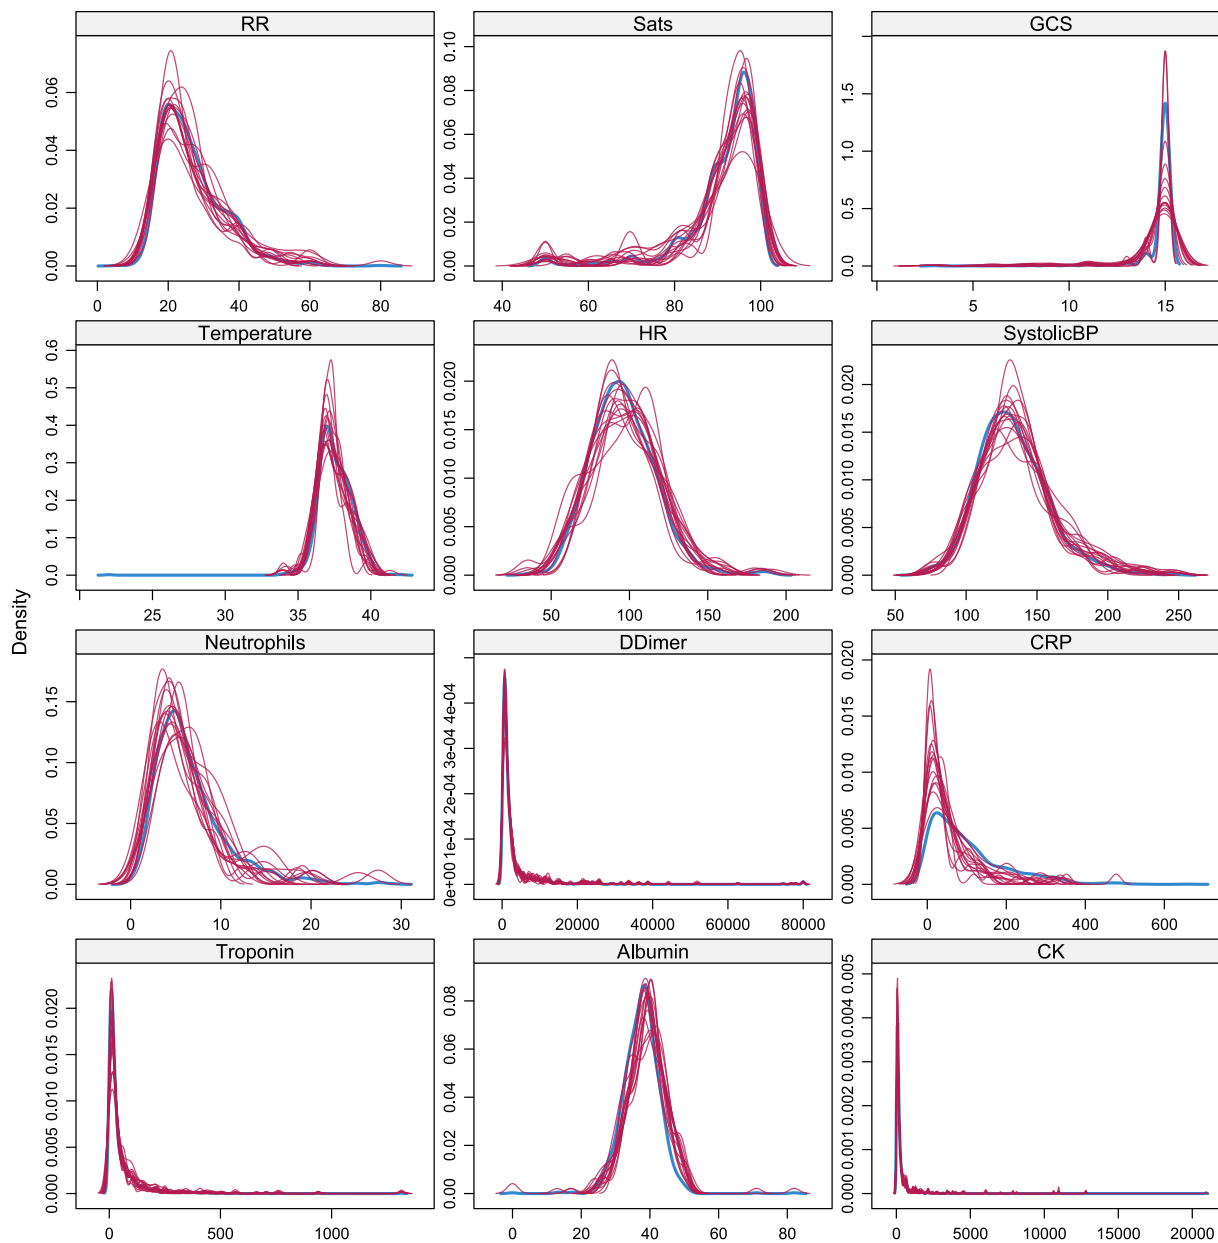 RR Sats GCS
0.00 0.02 0.04 0.06
0.00 0.02 0.04 0.06 0.08 0.10
0.0 0.5 1.0 1.5
0 20 40 60 80
40 60 80 100
5 10 15
Temperature HR SystolicBP
0.0 0.1 0.2 0.3 0.4 0.5 0.6
0.000 0.005 0.010 0.015 0.020
0.000 0.005 0.010 0.015 0.020
25 30 35 40
50 100 150 200
50 100 150 200 250
Density
Neutrophils DDimer CRP
0.00 0.05 0.10 0.15
0e+00 1e-04 2e-04 3e-04 4e-04
0.000 0.005 0.010 0.015 0.020
0 10 20 30
0 20000 40000 60000 80000
0 200 400 600
Troponin Albumin CK
0.000 0.005 0.010 0.015 0.020
0.00 0.02 0.04 0.06 0.08
0.000 0.001 0.002 0.003 0.004 0.005
0 500 1000
0 20 40 60 80
0 5000 10000 15000 20000